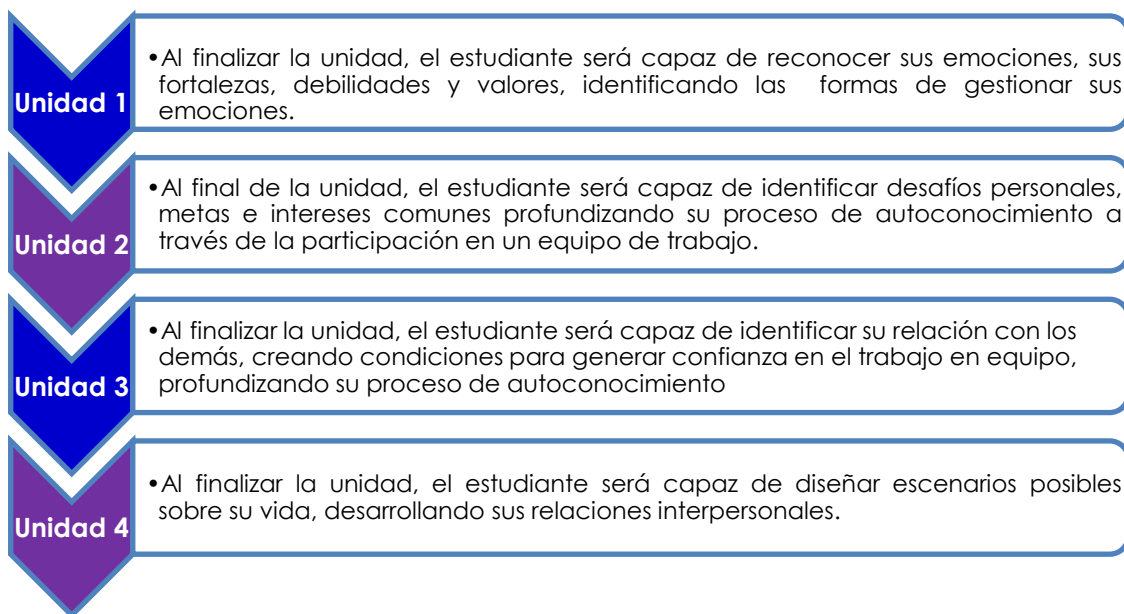 Unidad 1
•Al finalizar la unidad, el estudiante será capaz de reconocer sus emociones, sus
fortalezas, debilidades y valores, identificando las formas de gestionar sus
emociones.
Unidad 2
•Al final de la unidad, el estudiante será capaz de identificar desafíos personales,
metas e intereses comunes profundizando su proceso de autoconocimiento a
través de la participación en un equipo de trabajo.
Unidad 3
•Al finalizar la unidad, el estudiante será capaz de identificar su relación con los
demás, creando condiciones para generar confianza en el trabajo en equipo,
profundizando su proceso de autoconocimiento
Unidad 4
•Al finalizar la unidad, el estudiante será capaz de diseñar escenarios posibles
sobre su vida, desarrollando sus relaciones interpersonales.